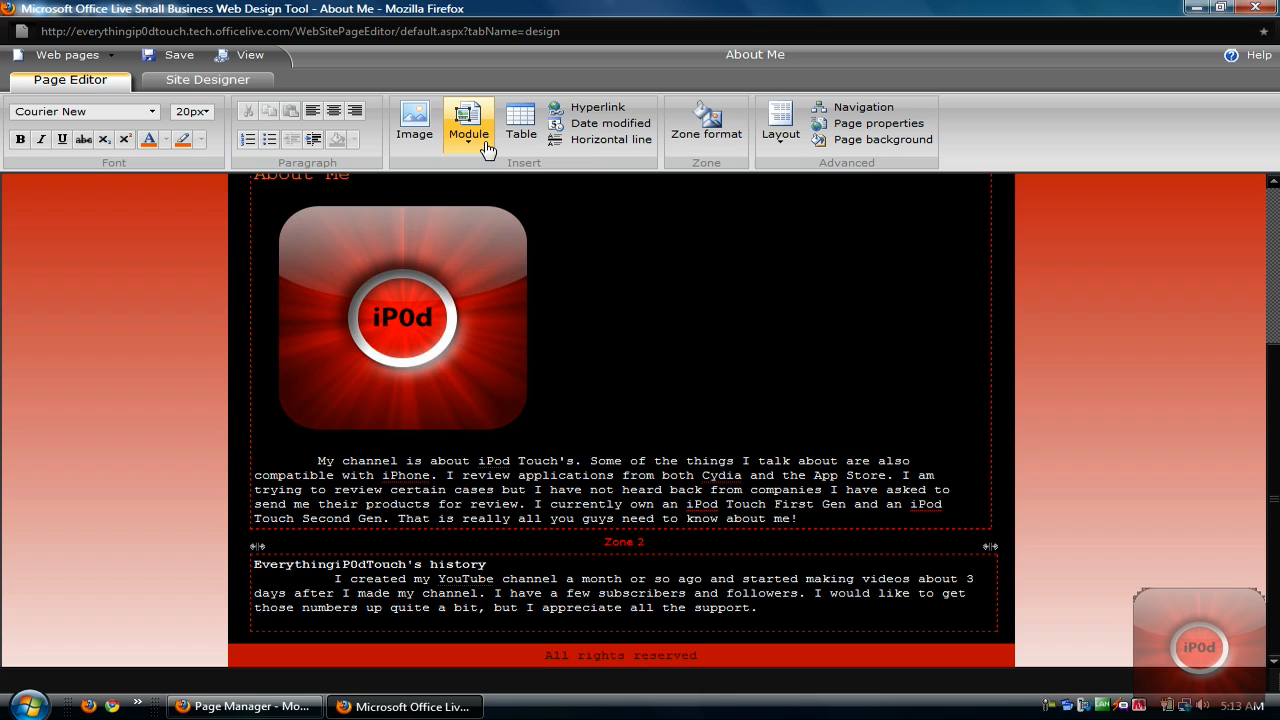 Microsoft Office Live Small Business Web Design Tool - About Me - Mozilla Firefox
http://everythingip0dtouch.tech.officelive.com/WebSitePageEditor/default.aspx?tabName=design
Web pages Save View About Me Help
Page Editor Site Designer
Courier New 20px
Image Module Table Hyperlink Date modified Horizontal line
Zone format
Layout Navigation Page properties Page background
B I U abc X₂ X² A
Font Paragraph Insert Zone Advanced
About Me
iP0d
My channel is about iPod Touch's. Some of the things I talk about are also
compatible with iPhone. I review applications from both Cydia and the App Store. I am
trying to review certain cases but I have not heard back from companies I have asked to
send me their products for review. I currently own an iPod Touch First Gen and an iPod
Touch Second Gen. That is really all you guys need to know about me!
Zone 2
EverythingiP0dTouch's history
I created my YouTube channel a month or so ago and started making videos about 3
days after I made my channel. I have a few subscribers and followers. I would like to get
those numbers up quite a bit, but I appreciate all the support.
All rights reserved
iP0d
Page Manager - Mo... Microsoft Office Liv... LAN 5:13 AM